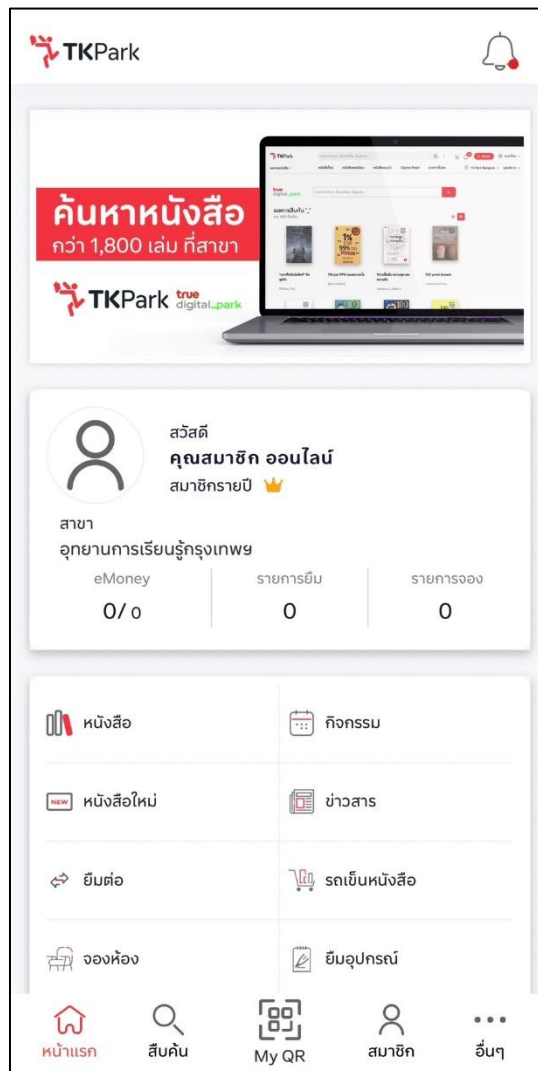 TKPark
ค้นหาหนังสือ
กว่า 1,800 เล่ม ที่สาขา
TKPark true digital_park
TKPark
true digital_park
สวัสดี
คุณสมาชิก ออนไลน์
สมาชิกรายปี
สาขา
อุทยานการเรียนรู้กรุงเทพฯ
eMoney รายการยืม รายการจอง
0/ 0 0 0
หนังสือ กิจกรรม
NEW หนังสือใหม่ ข่าวสาร
ยืมต่อ รถเข็นหนังสือ
จองห้อง ยืมอุปกรณ์
หน้าแรก สืบค้น My QR สมาชิก อื่นๆ